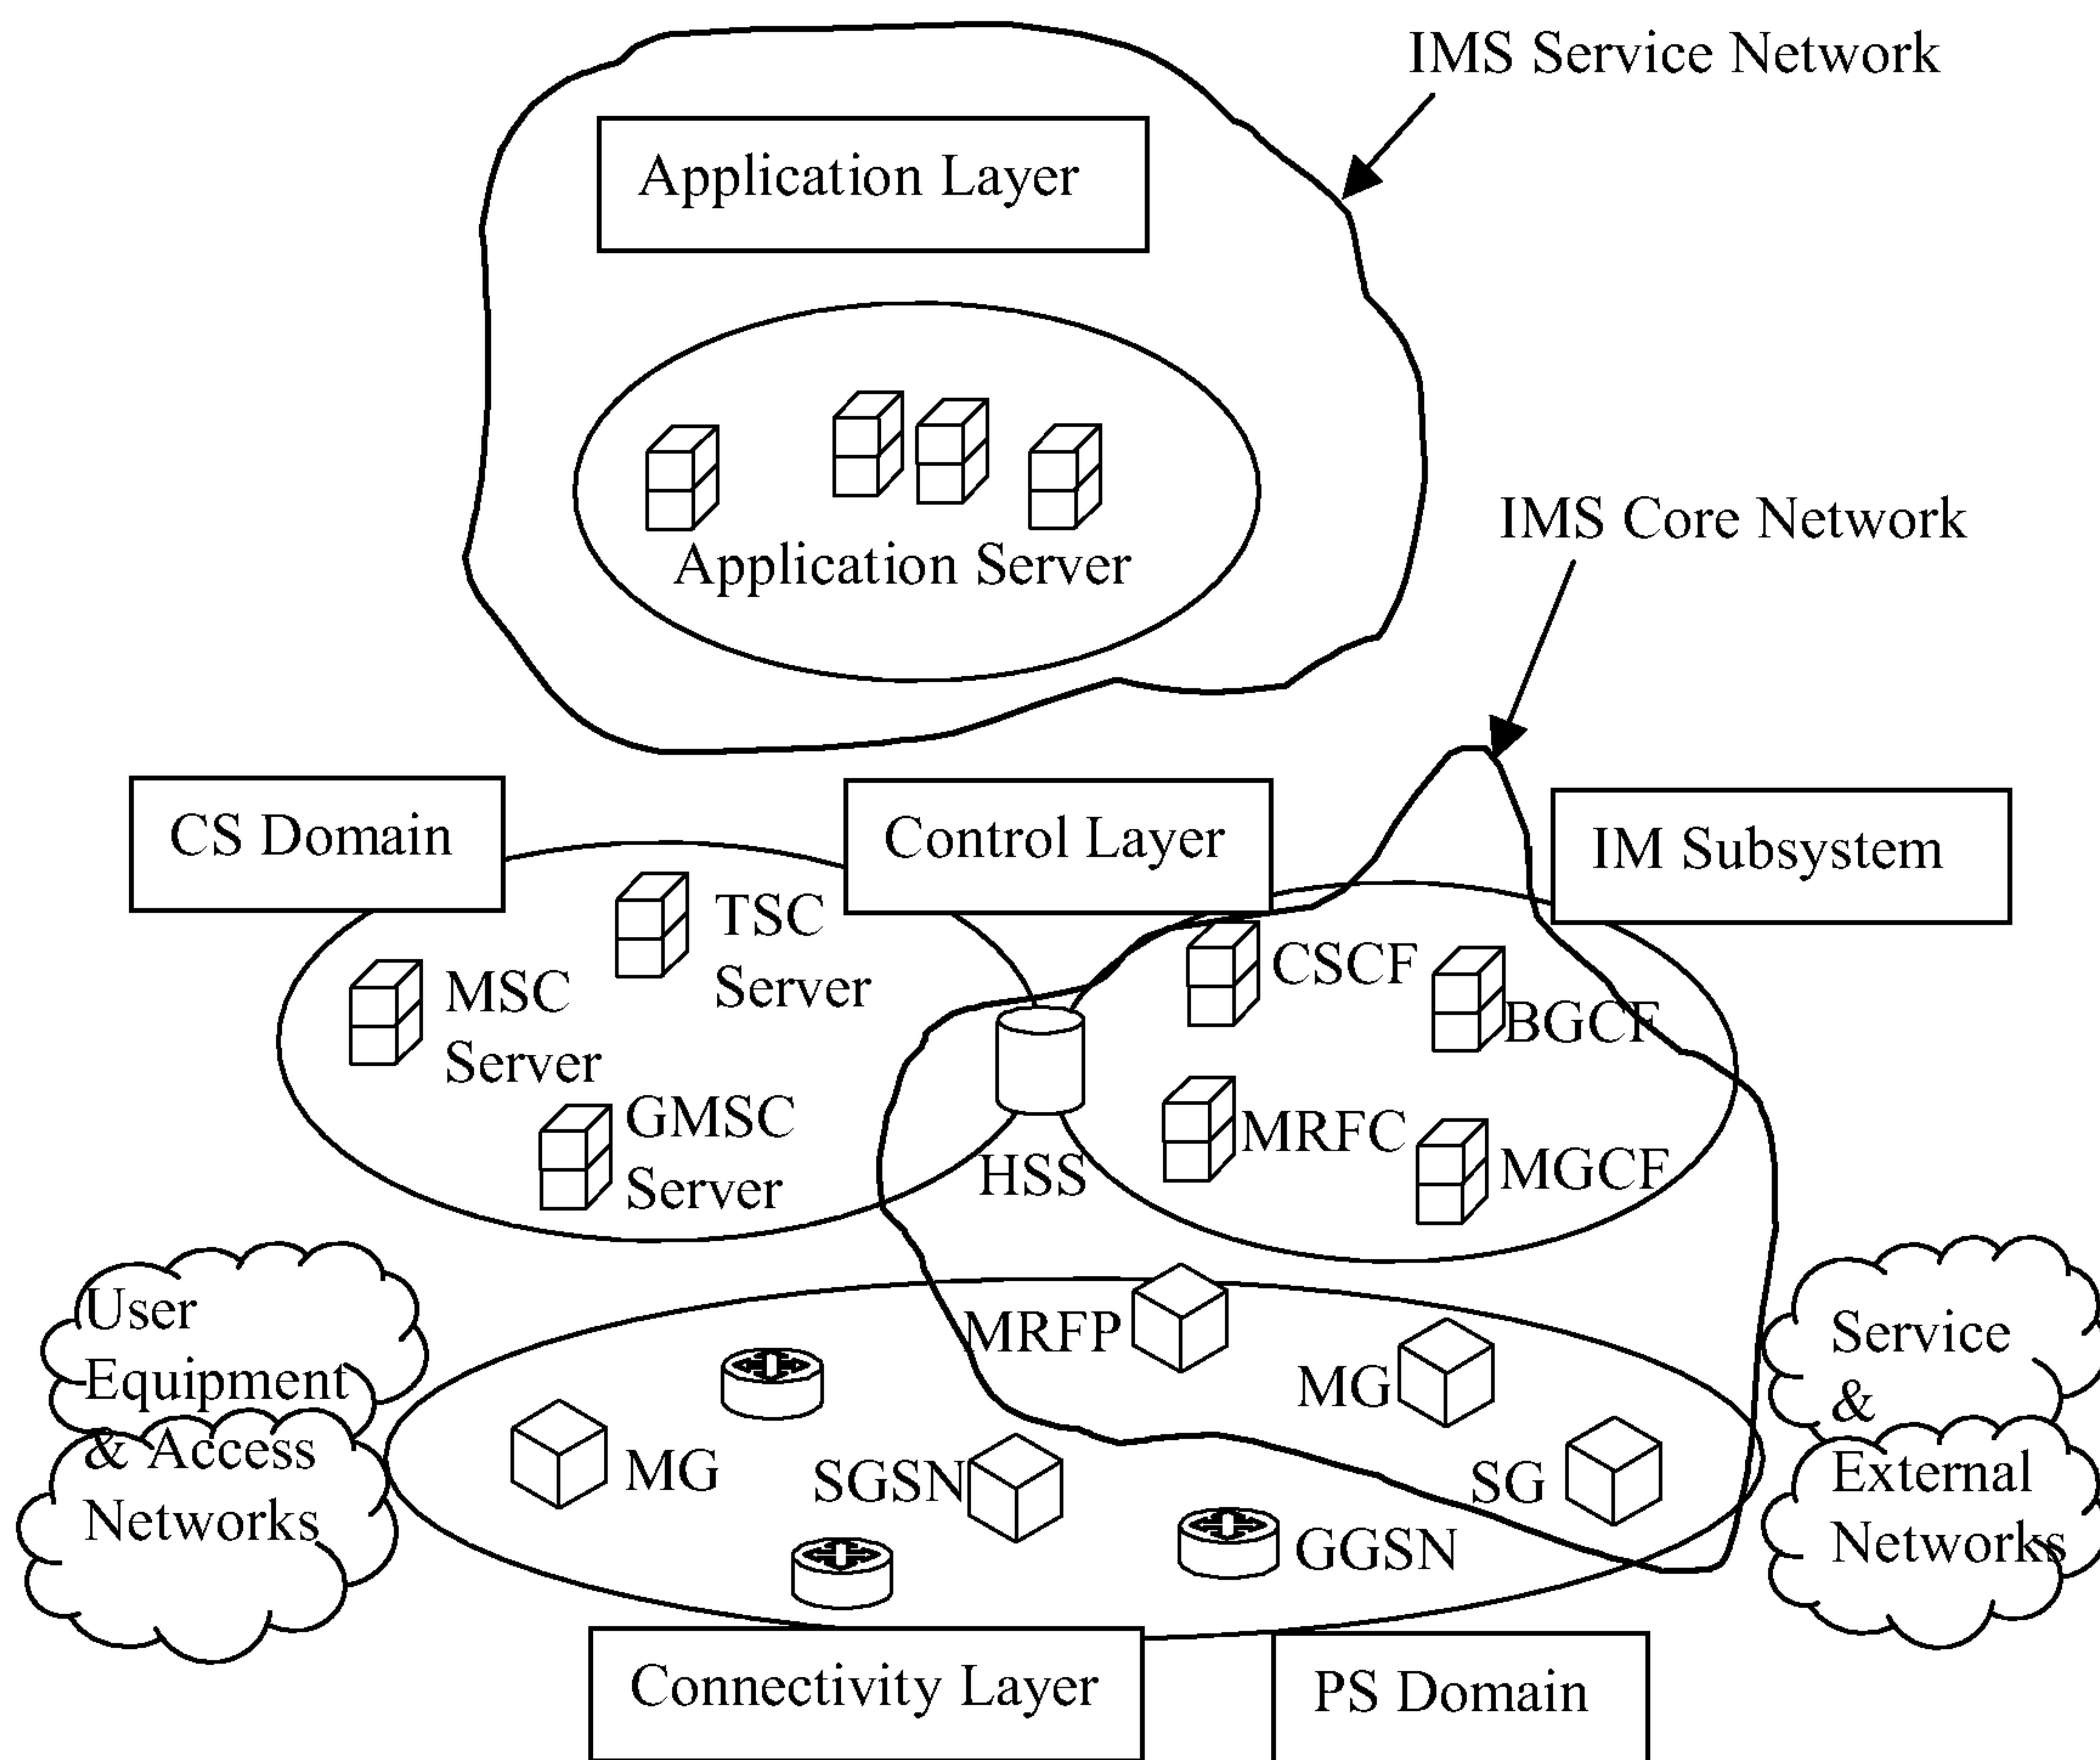 IMS Service Network
Application Layer
IMS Core Network
Application Server
CS Domain
Control Layer
IM Subsystem
TSC
Server
MSC
Server
GMSC
Server
HSS
CSCF
BGCF
MRFC
MGCF
User
Equipment
& Access
Networks
MRFP
MG
MG
SGSN
SG
GGSN
Service
&
External
Networks
Connectivity Layer
PS Domain